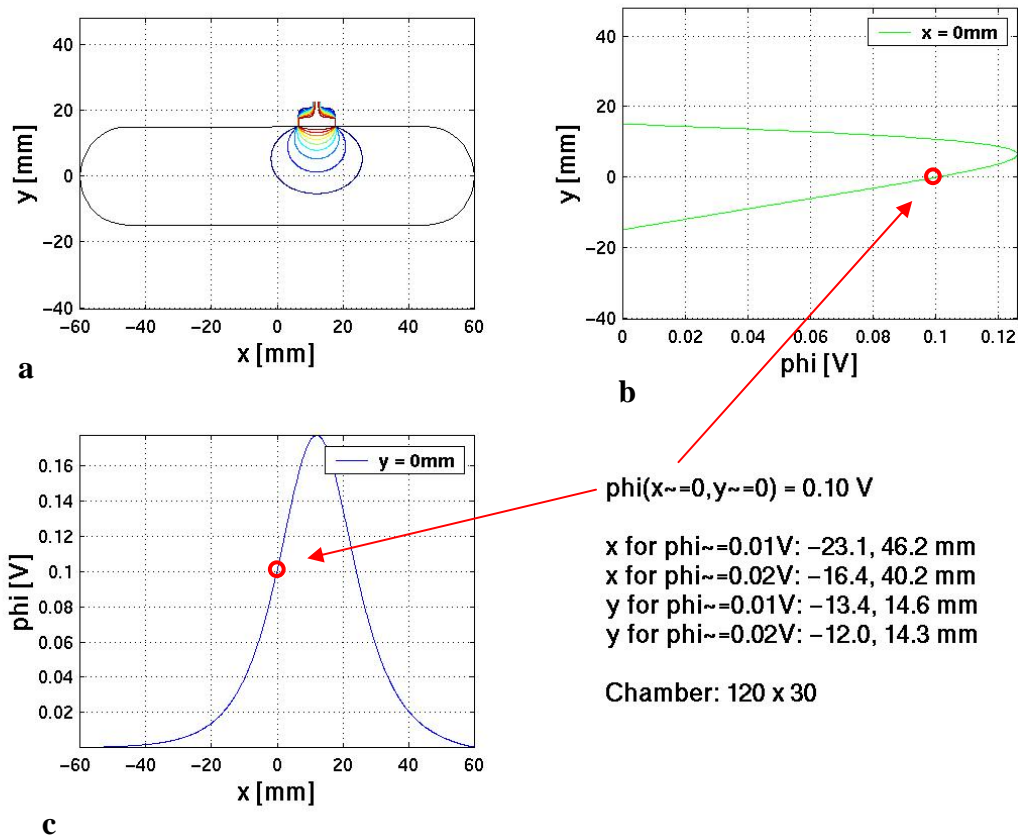 40
20
0
−20
−40
−60
−40
−20
0
20
40
60
y [mm]
x [mm]
a
x = 0mm
40
20
0
−20
−40
0
0.02
0.04
0.06
0.08
0.1
0.12
y [mm]
phi [V]
b
y = 0mm
0.16
0.14
0.12
0.1
0.08
0.06
0.04
0.02
−60
−40
−20
0
20
40
60
phi [V]
x [mm]
c
phi(x~=0,y~=0) = 0.10 V
x for phi~=0.01V: −23.1, 46.2 mm
x for phi~=0.02V: −16.4, 40.2 mm
y for phi~=0.01V: −13.4, 14.6 mm
y for phi~=0.02V: −12.0, 14.3 mm
Chamber: 120 x 30